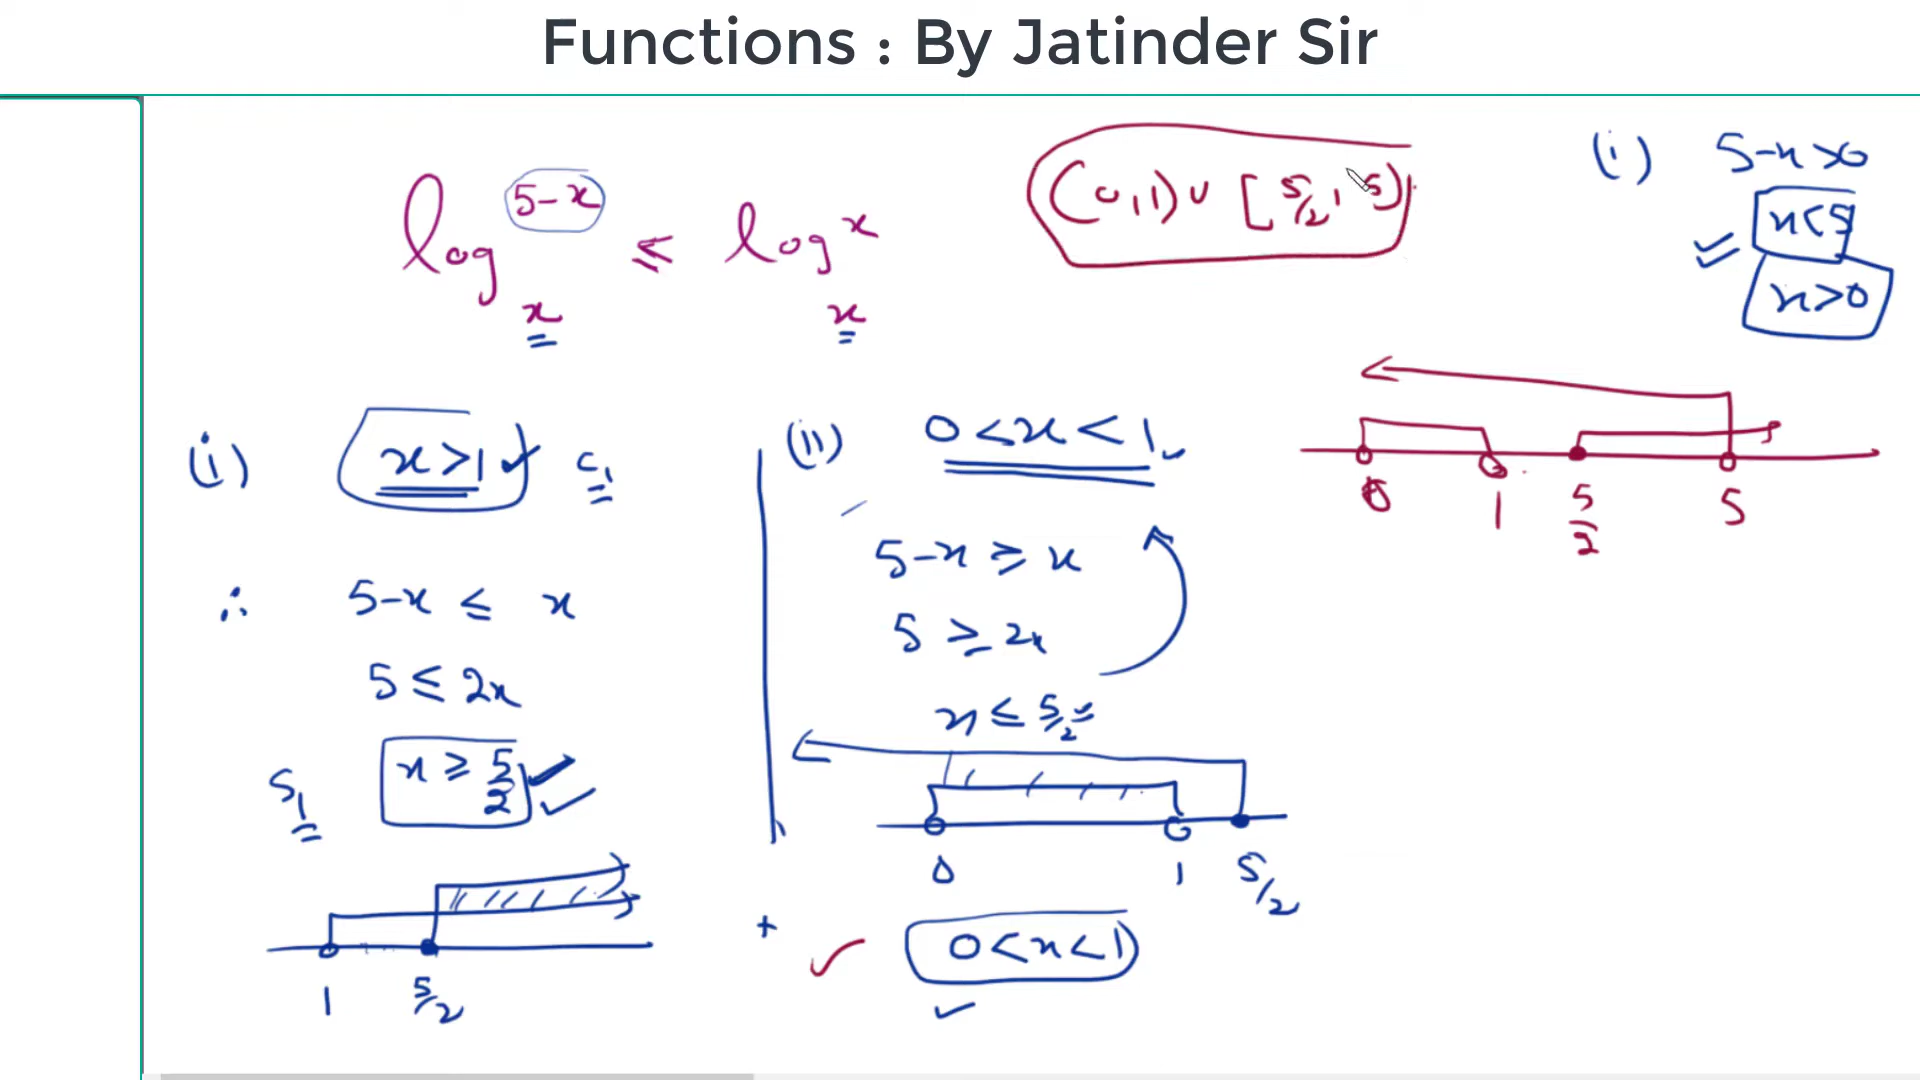 Functions : By Jatinder Sir
log_x^{5-x} ≤ log_x^x
(0,1) ∪ [5/2, 5)
(i) 5-x>0
x<5
x>0
0 1 5/2 5
(i) x>1 C₁
∴ 5-x ≤ x
5 ≤ 2x
S₁ x ≥ 5/2
1 5/2
(ii) 0<x<1
5-x ≥ x
5 ≥ 2x
x ≤ 5/2
0 1 5/2
+ 0<x<1